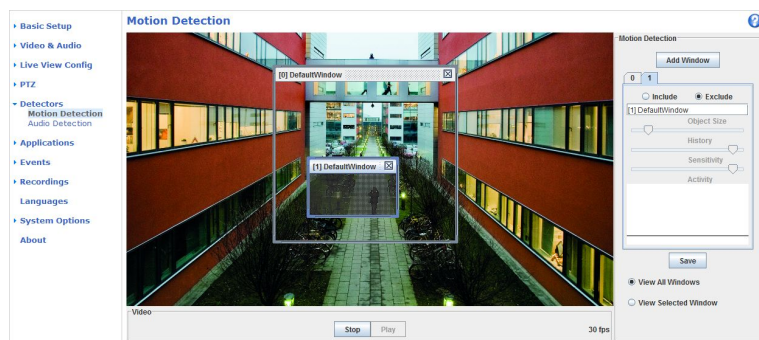 Motion Detection
Basic Setup
Video & Audio
Live View Config
PTZ
Detectors
Motion Detection
Audio Detection
Applications
Events
Recordings
Languages
System Options
About
[0] DefaultWindow
[1] DefaultWindow
Video
Stop
Play
30 fps
?
Motion Detection
Add Window
0
1
Include
Exclude
[1] DefaultWindow
Object Size
History
Sensitivity
Activity
Save
View All Windows
View Selected Window